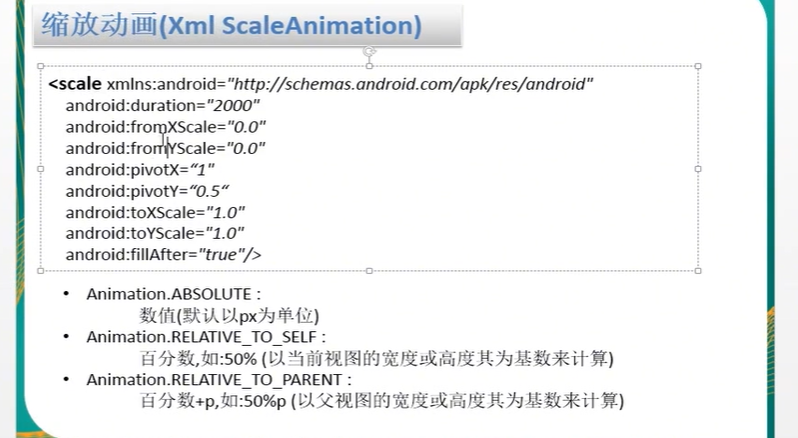 缩放动画(Xml ScaleAnimation)
<scale xmlns:android="http://schemas.android.com/apk/res/android"
android:duration="2000"
android:fromXScale="0.0"
android:fromYScale="0.0"
android:pivotX=“1"
android:pivotY=“0.5“
android:toXScale="1.0"
android:toYScale="1.0"
android:fillAfter="true"/>
• Animation.ABSOLUTE :
数值(默认以px为单位)
• Animation.RELATIVE_TO_SELF :
百分数,如:50% (以当前视图的宽度或高度其为基数来计算)
• Animation.RELATIVE_TO_PARENT :
百分数+p,如:50%p (以父视图的宽度或高度其为基数来计算)